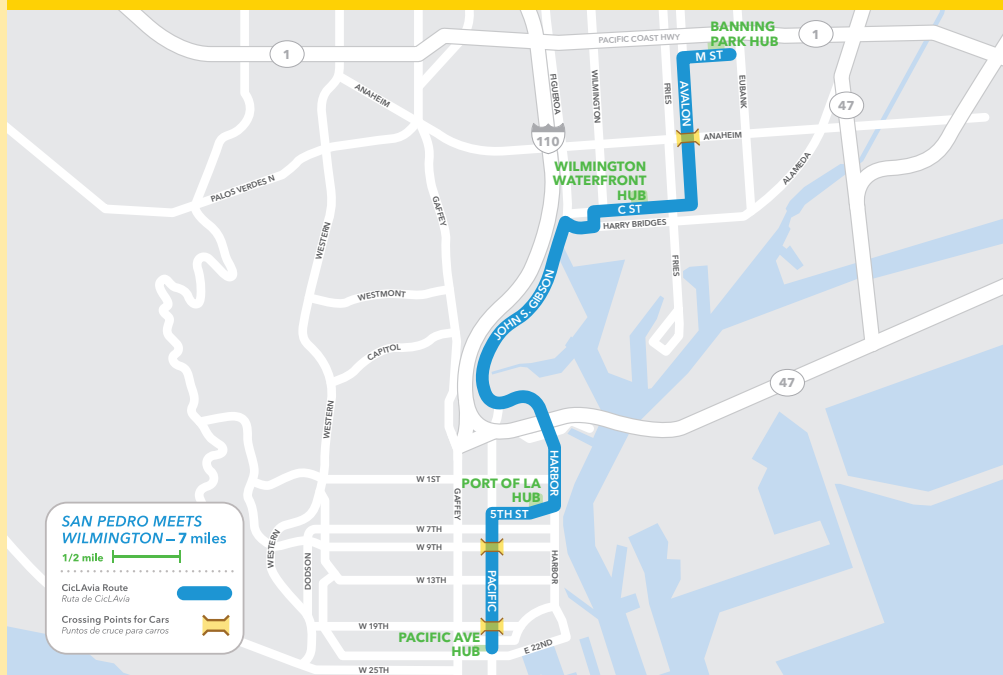 BANNING
PARK HUB
1
PACIFIC COAST HWY
1
M ST
ANAHEIM
FIGUEROA
WILMINGTON
FRIES
AVALON
EUBANK
47
110
ANAHEIM
WILMINGTON
WATERFRONT
HUB
ALAMEDA
PALOS VERDES N
GAFFEY
C ST
HARRY BRIDGES
WESTERN
FRIES
WESTMONT
JOHN S. GIBSON
CAPITOL
47
WESTERN
HARBOR
W 1ST
PORT OF LA
HUB
GAFFEY
5TH ST
W 7TH
W 9TH
WESTERN
DODSON
HARBOR
W 13TH
PACIFIC
W 19TH
PACIFIC AVE
HUB
E 22ND
W 25TH
SAN PEDRO MEETS
WILMINGTON – 7 miles
1/2 mile
CicLAvia Route
Ruta de CicLAvía
Crossing Points for Cars
Puntos de cruce para carros